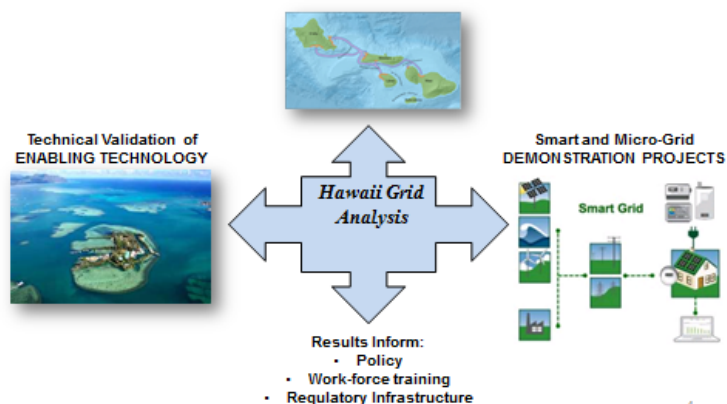 Technical Validation of
ENABLING TECHNOLOGY
Smart and Micro-Grid
DEMONSTRATION PROJECTS
Hawaii Grid
Analysis
Smart Grid
Results Inform:
• Policy
• Work-force training
• Regulatory Infrastructure